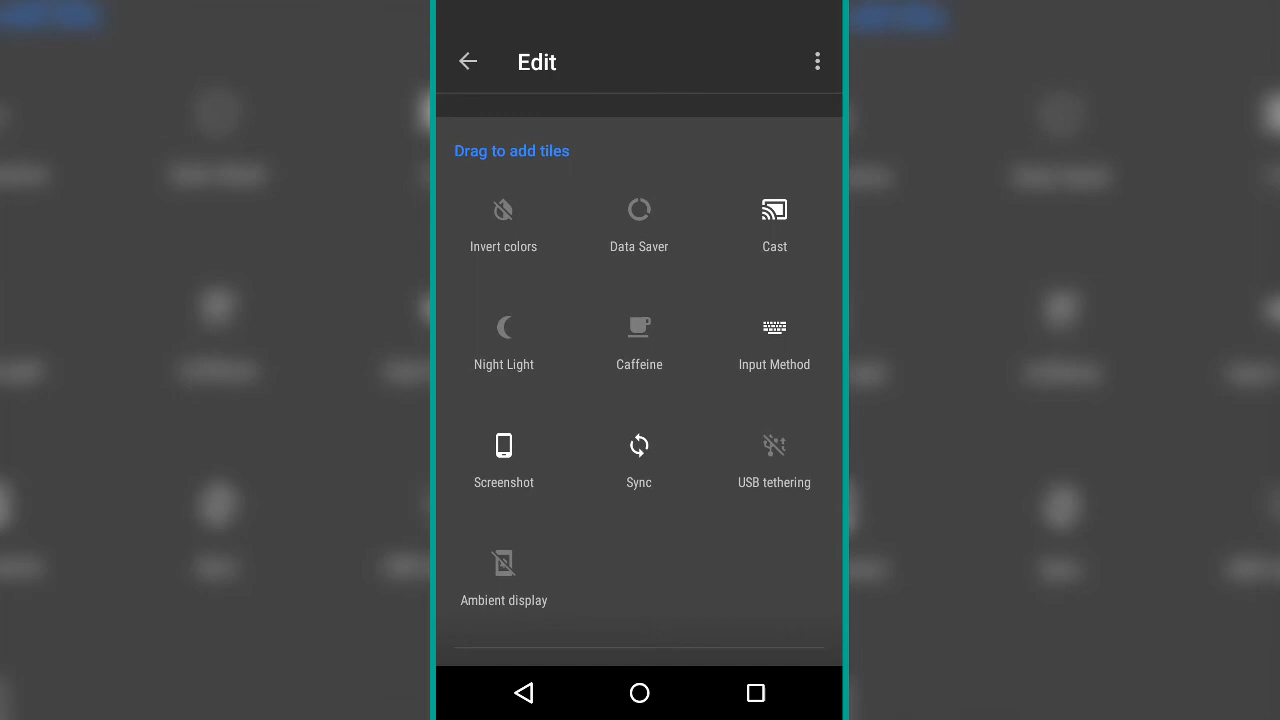 Edit
Drag to add tiles
Invert colors
Data Saver
Cast
Night Light
Caffeine
Input Method
Screenshot
Sync
USB tethering
Ambient display